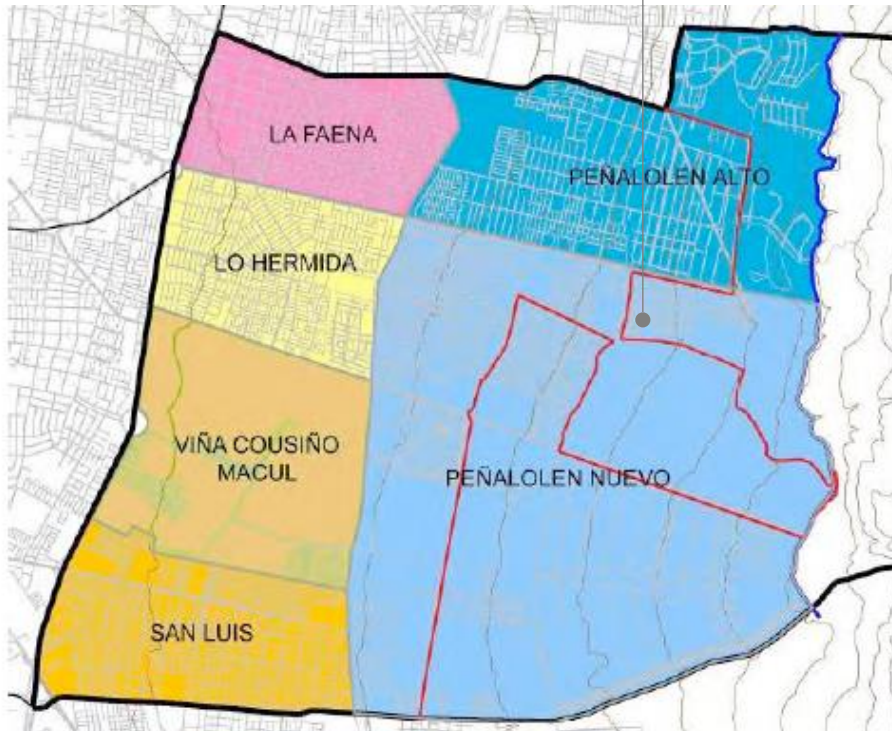 LA FAENA
PEÑALOLEN ALTO
LO HERMIDA
VIÑA COUSIÑO
MACUL
PEÑALOLEN NUEVO
SAN LUIS